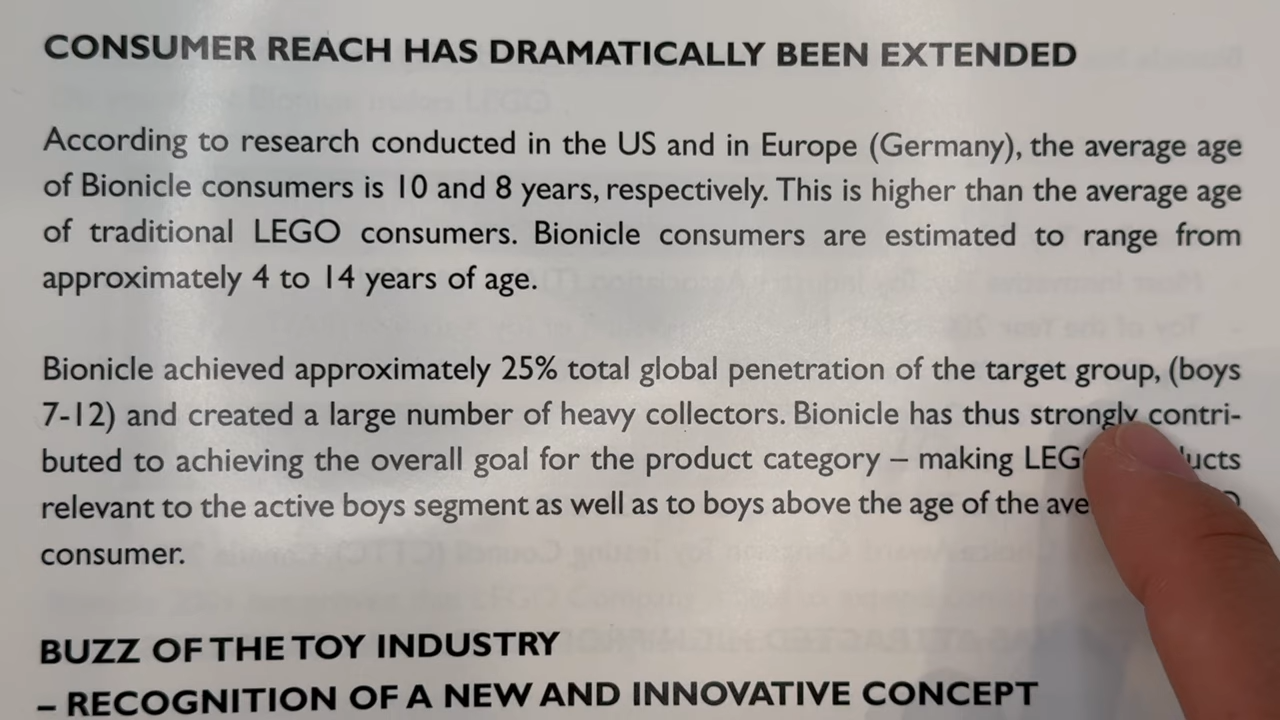 CONSUMER REACH HAS DRAMATICALLY BEEN EXTENDED
According to research conducted in the US and in Europe (Germany), the average age
of Bionicle consumers is 10 and 8 years, respectively. This is higher than the average age
of traditional LEGO consumers. Bionicle consumers are estimated to range from
approximately 4 to 14 years of age.
Bionicle achieved approximately 25% total global penetration of the target group, (boys
7-12) and created a large number of heavy collectors. Bionicle has thus strongly contri-
buted to achieving the overall goal for the product category – making
relevant to the active boys segment as well as to boys above the age of the
consumer.
BUZZ OF THE TOY INDUSTRY
– RECOGNITION OF A NEW AND INNOVATIVE CONCEPT